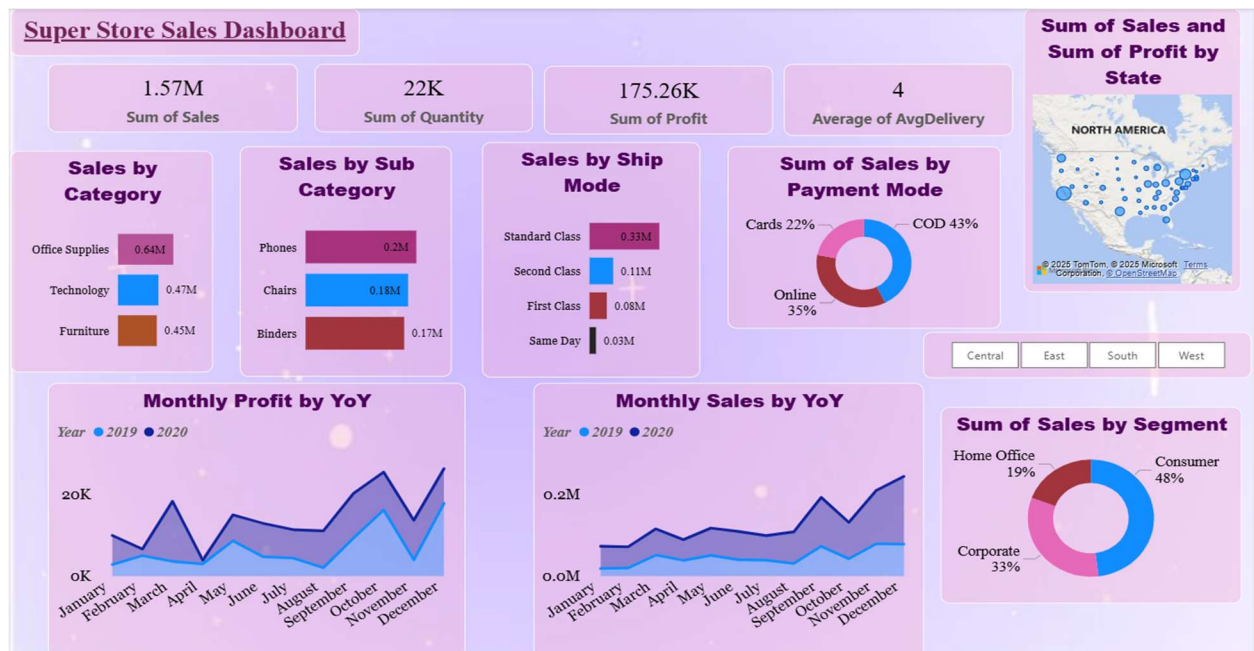 Super Store Sales Dashboard
1.57M
Sum of Sales
22K
Sum of Quantity
175.26K
Sum of Profit
4
Average of AvgDelivery
Sum of Sales and
Sum of Profit by
State
NORTH AMERICA
© 2025 TomTom, © 2025 Microsoft
Corporation, © OpenStreetMap
Terms
Sales by
Category
Office Supplies
0.64M
Technology
0.47M
Furniture
0.45M
Sales by Sub
Category
Phones
0.2M
Chairs
0.18M
Binders
0.17M
Sales by Ship
Mode
Standard Class
0.33M
Second Class
0.11M
First Class
0.08M
Same Day
0.03M
Sum of Sales by
Payment Mode
Cards 22%
COD 43%
Online
35%
Central
East
South
West
Monthly Profit by YoY
Year 2019 2020
20K
0K
January
February
March
April
May
June
July
August
September
October
November
December
Monthly Sales by YoY
Year 2019 2020
0.2M
0.0M
January
February
March
April
May
June
July
August
September
October
November
December
Sum of Sales by Segment
Home Office
19%
Consumer
48%
Corporate
33%